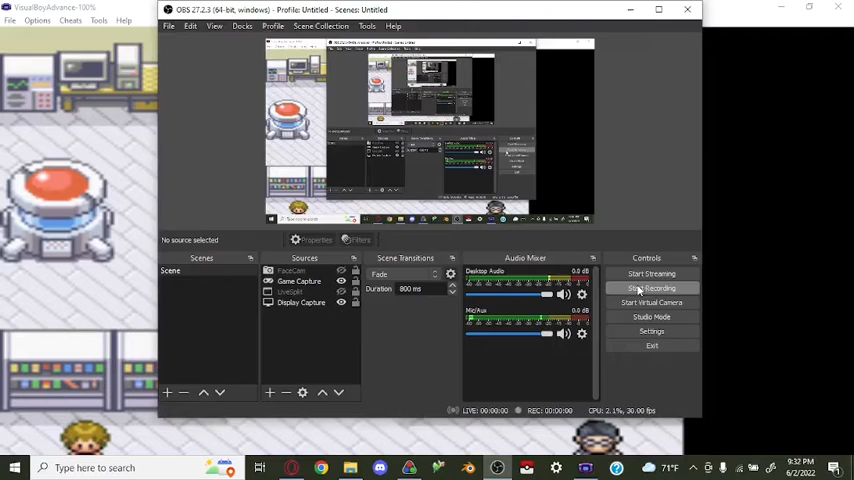 VisualBoyAdvance-100%
File Options Cheats Tools
OBS 27.2.3 (64-bit, windows) - Profile: Untitled - Scenes: Untitled
File Edit View Docks Profile Scene Collection Tools Help
No source selected
Properties
Filters
Scenes
Scene
Sources
FaceCam
Game Capture
LiveSplit
Display Capture
Scene Transitions
Fade
Duration 800 ms
Audio Mixer
Desktop Audio 0.0 dB
Mic/Aux 0.0 dB
Controls
Start Streaming
Start Recording
Start Virtual Camera
Studio Mode
Settings
Exit
LIVE: 00:00:00 REC: 00:00:00 CPU: 2.1%, 30.00 fps
Type here to search
71°F
9:32 PM
6/2/2022